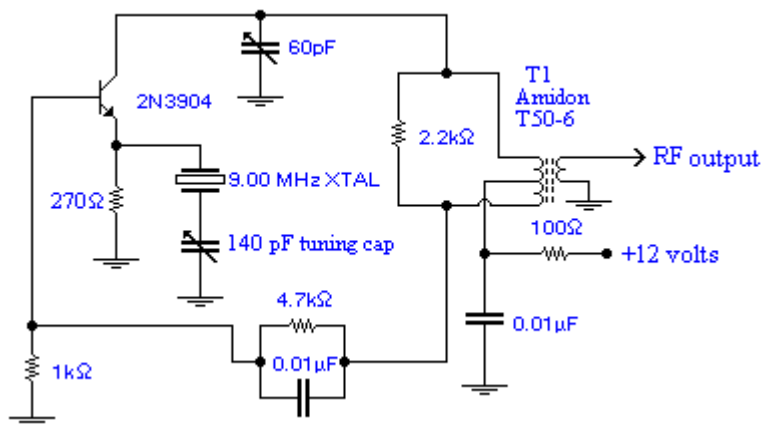 60pF
T1
Amidon
T50-6
2N3904
2.2kΩ
RF output
9.00 MHz XTAL
270Ω
100Ω
140 pF tuning cap
+12 volts
4.7kΩ
0.01µF
0.01µF
1kΩ